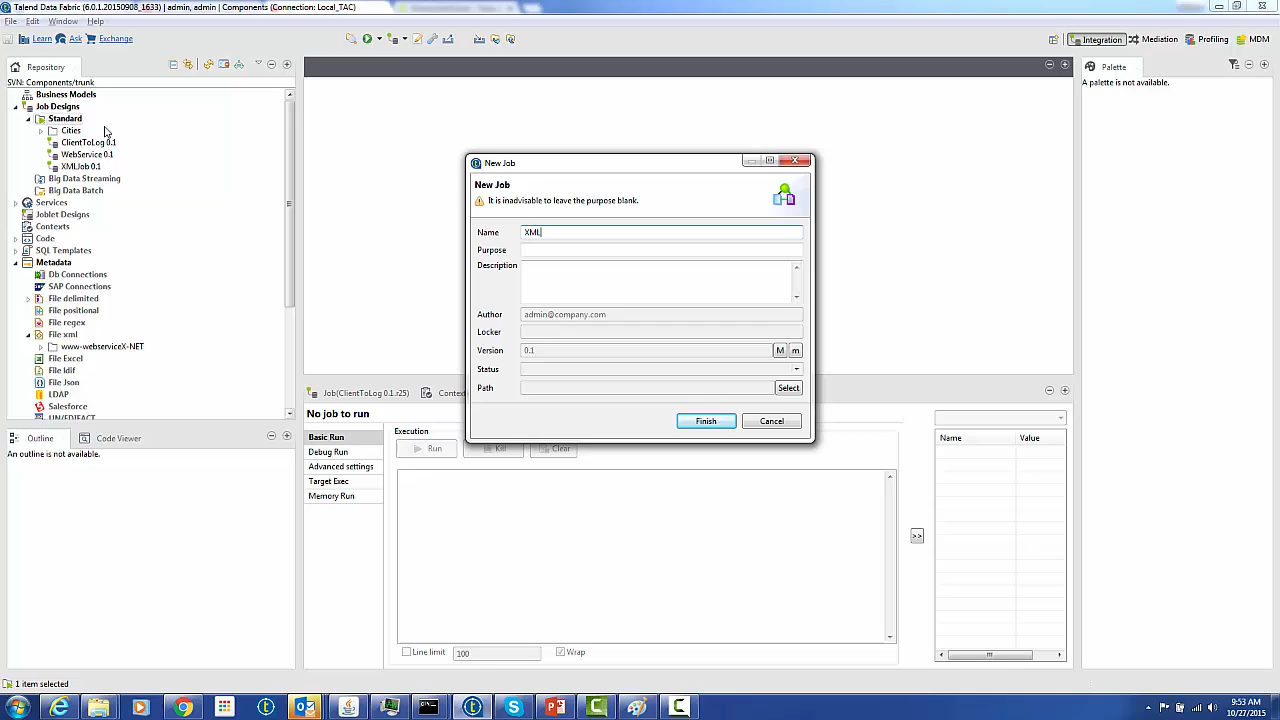 Talend Data Fabric (6.0.1.20150908_1633) | admin, admin | Components (Connection: Local_TAC)
File Edit Window Help
Learn Ask Exchange
Integration Mediation Profiling MDM
Repository
SVN: Components/trunk
Business Models
Job Designs
Standard
Cities
ClientToLog 0.1
WebService 0.1
XMLJob 0.1
Big Data Streaming
Big Data Batch
Services
Joblet Designs
Contexts
Code
SQL Templates
Metadata
Db Connections
SAP Connections
File delimited
File positional
File regex
File xml
www-webserviceX-NET
File Excel
File ldif
File Json
LDAP
Salesforce
UN/EDIFACT
Outline Code Viewer
An outline is not available.
1 item selected
New Job
New Job
It is inadvisable to leave the purpose blank.
Name XML
Purpose
Description
Author admin@company.com
Locker
Version 0.1 M m
Status
Path Select
Finish Cancel
Job(ClientToLog 0.1.r25)
No job to run
Basic Run
Debug Run
Advanced settings
Target Exec
Memory Run
Execution
Run Kill Clear
Line limit 100 Wrap
>>
Name Value
Palette
A palette is not available.
9:53 AM
10/27/2015